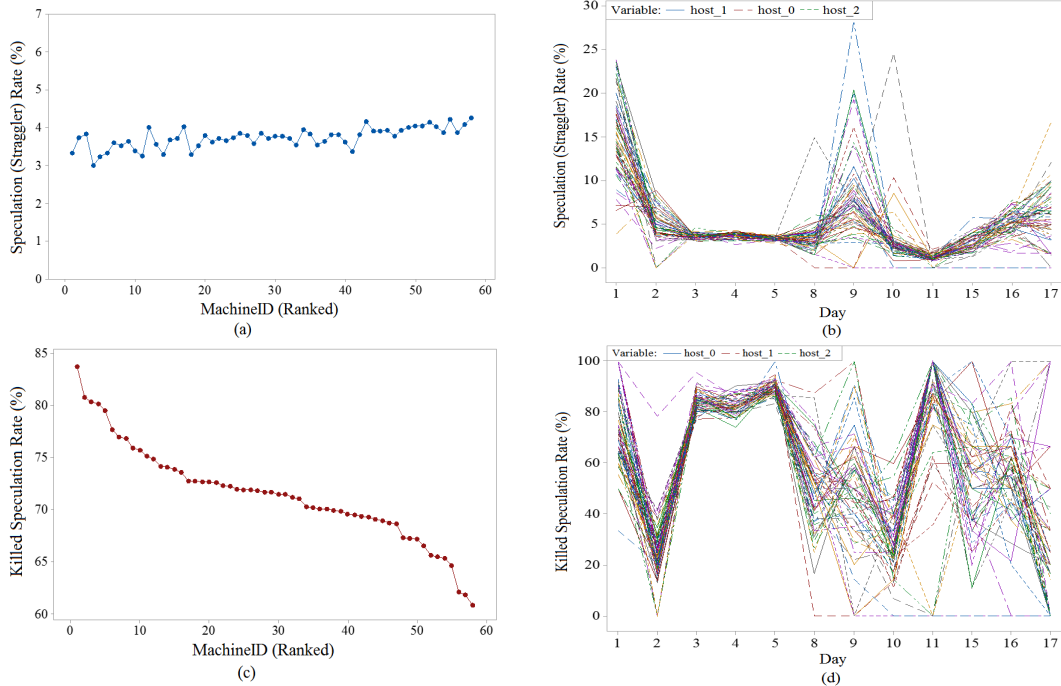 7
6
5
4
3
2
1
0
Speculation (Straggler) Rate (%)
0 10 20 30 40 50 60
MachineID (Ranked)
(a)
Variable: host_1 host_0 host_2
30
25
20
15
10
5
0
Speculation (Straggler) Rate (%)
1 2 3 4 5 8 9 10 11 15 16 17
Day
(b)
85
80
75
70
65
60
Killed Speculation Rate (%)
0 10 20 30 40 50 60
MachineID (Ranked)
(c)
Variable: host_0 host_1 host_2
100
80
60
40
20
0
Killed Speculation Rate (%)
1 2 3 4 5 8 9 10 11 15 16 17
Day
(d)